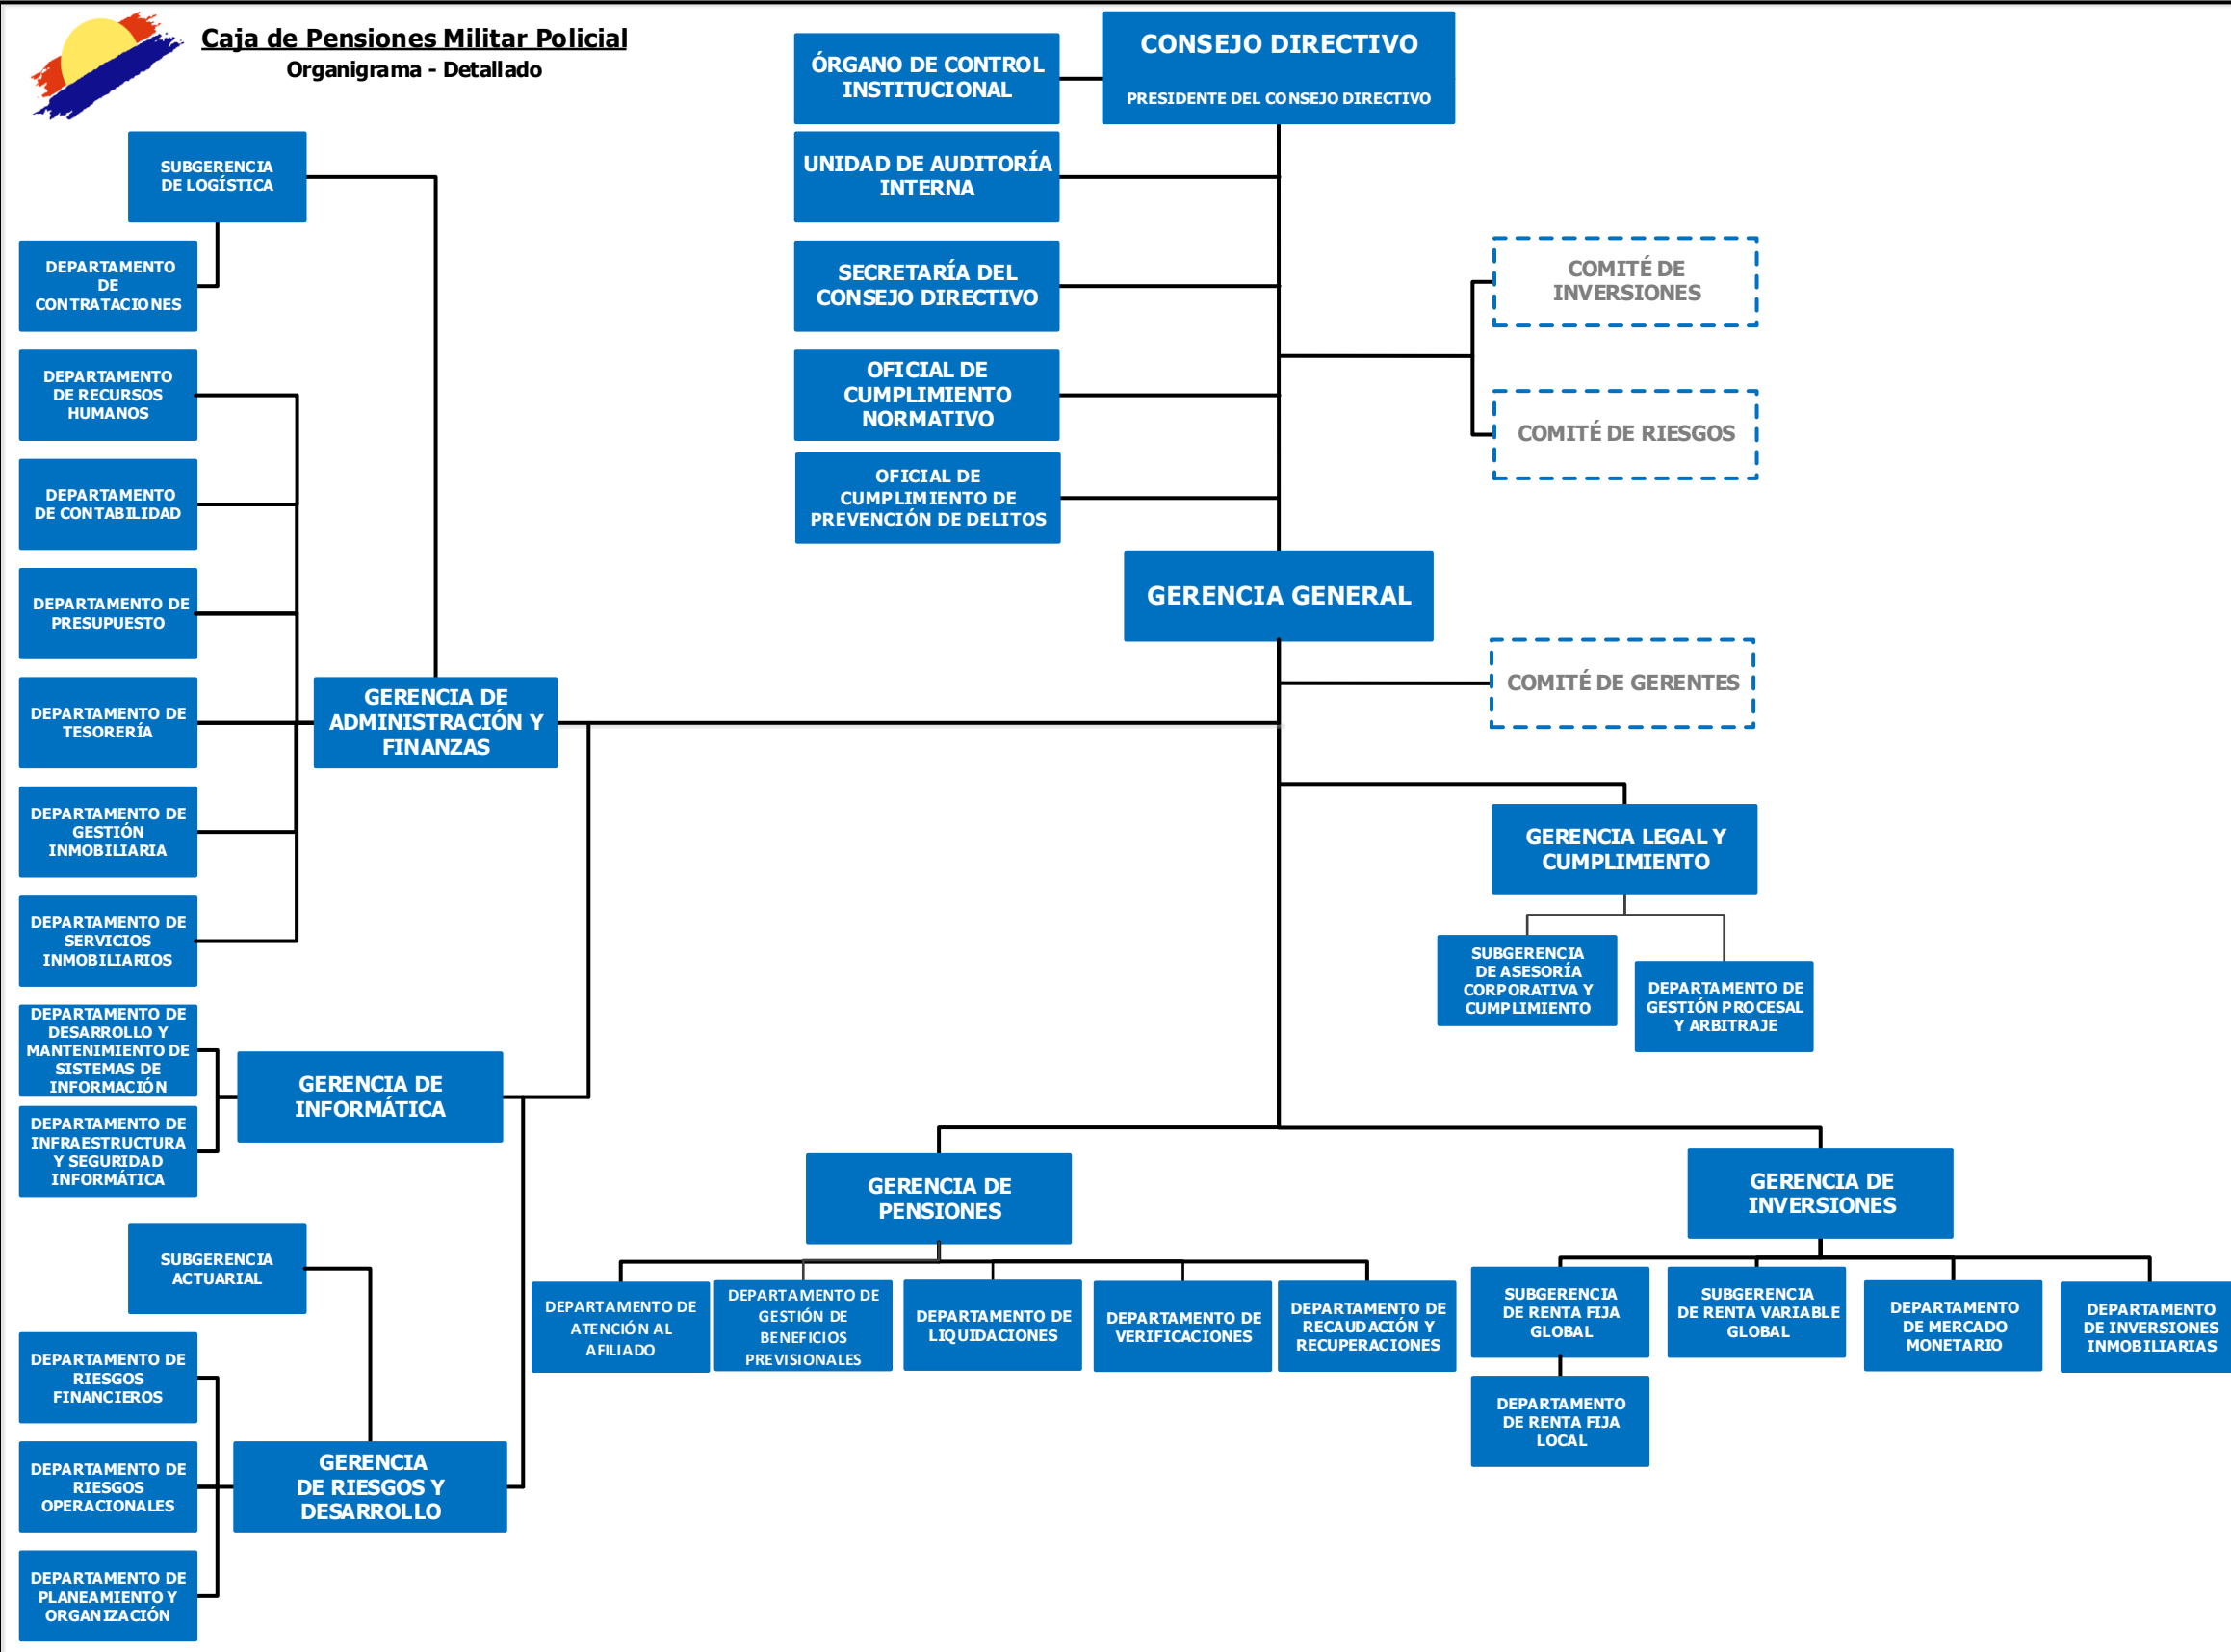 Caja de Pensiones Militar Policial
Organigrama - Detallado
CONSEJO DIRECTIVO
PRESIDENTE DEL CONSEJO DIRECTIVO
ÓRGANO DE CONTROL
INSTITUCIONAL
UNIDAD DE AUDITORÍA
INTERNA
SECRETARÍA DEL
CONSEJO DIRECTIVO
OFICIAL DE
CUMPLIMIENTO
NORMATIVO
OFICIAL DE
CUMPLIMIENTO DE
PREVENCIÓN DE DELITOS
COMITÉ DE
INVERSIONES
COMITÉ DE RIESGOS
GERENCIA GENERAL
COMITÉ DE GERENTES
SUBGERENCIA
DE LOGÍSTICA
DEPARTAMENTO
DE
CONTRATACIONES
DEPARTAMENTO
DE RECURSOS
HUMANOS
DEPARTAMENTO
DE CONTABILIDAD
DEPARTAMENTO DE
PRESUPUESTO
DEPARTAMENTO DE
TESORERÍA
DEPARTAMENTO DE
GESTIÓN
INMOBILIARIA
DEPARTAMENTO DE
SERVICIOS
INMOBILIARIOS
GERENCIA DE
ADMINISTRACIÓN Y
FINANZAS
DEPARTAMENTO DE
DESARROLLO Y
MANTENIMIENTO DE
SISTEMAS DE
INFORMACIÓN
DEPARTAMENTO DE
INFRAESTRUCTURA
Y SEGURIDAD
INFORMÁTICA
GERENCIA DE
INFORMÁTICA
SUBGERENCIA
ACTUARIAL
DEPARTAMENTO DE
RIESGOS
FINANCIEROS
DEPARTAMENTO DE
RIESGOS
OPERACIONALES
DEPARTAMENTO DE
PLANEAMIENTO Y
ORGANIZACIÓN
GERENCIA
DE RIESGOS Y
DESARROLLO
GERENCIA LEGAL Y
CUMPLIMIENTO
SUBGERENCIA
DE ASESORÍA
CORPORATIVA Y
CUMPLIMIENTO
DEPARTAMENTO DE
GESTIÓN PROCESAL
Y ARBITRAJE
GERENCIA DE
PENSIONES
DEPARTAMENTO DE
ATENCIÓN AL
AFILIADO
DEPARTAMENTO DE
GESTIÓN DE
BENEFICIOS
PREVISIONALES
DEPARTAMENTO DE
LIQUIDACIONES
DEPARTAMENTO DE
VERIFICACIONES
DEPARTAMENTO DE
RECAUDACIÓN Y
RECUPERACIONES
GERENCIA DE
INVERSIONES
SUBGERENCIA
DE RENTA FIJA
GLOBAL
SUBGERENCIA
DE RENTA VARIABLE
GLOBAL
DEPARTAMENTO
DE MERCADO
MONETARIO
DEPARTAMENTO
DE INVERSIONES
INMOBILIARIAS
DEPARTAMENTO
DE RENTA FIJA
LOCAL